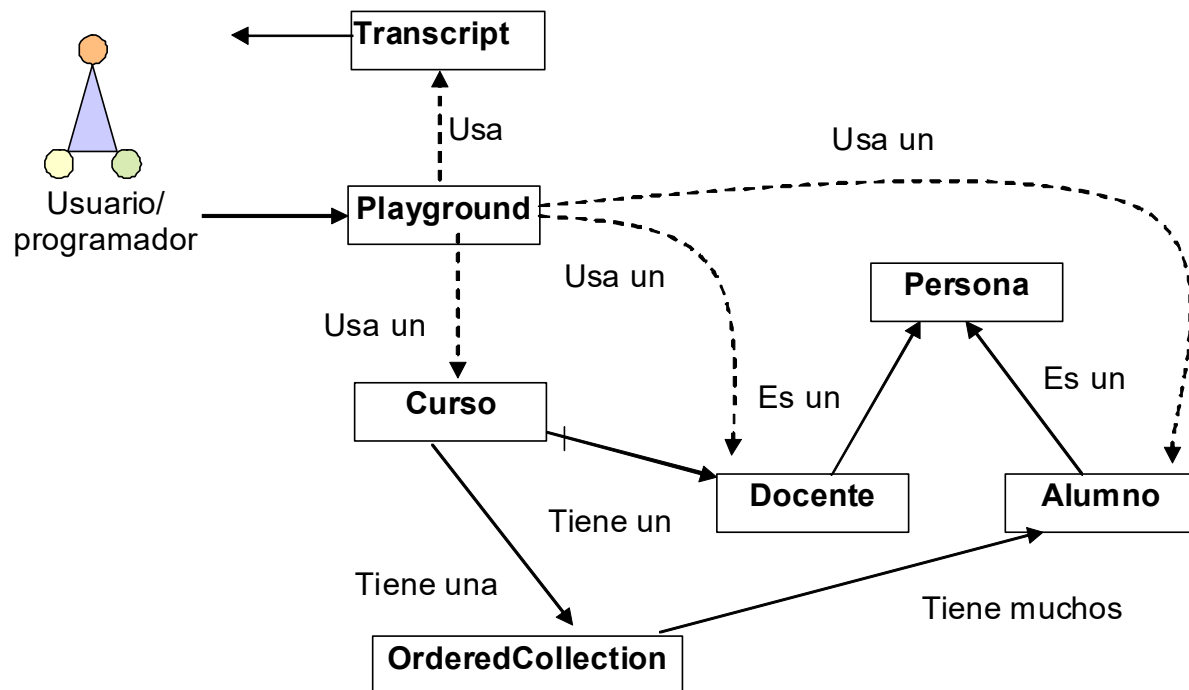 Transcript
Usa
Usa un
Usuario/
programador
Playground
Usa un
Persona
Usa un
Es un
Es un
Curso
Docente
Alumno
Tiene un
Tiene una
Tiene muchos
OrderedCollection